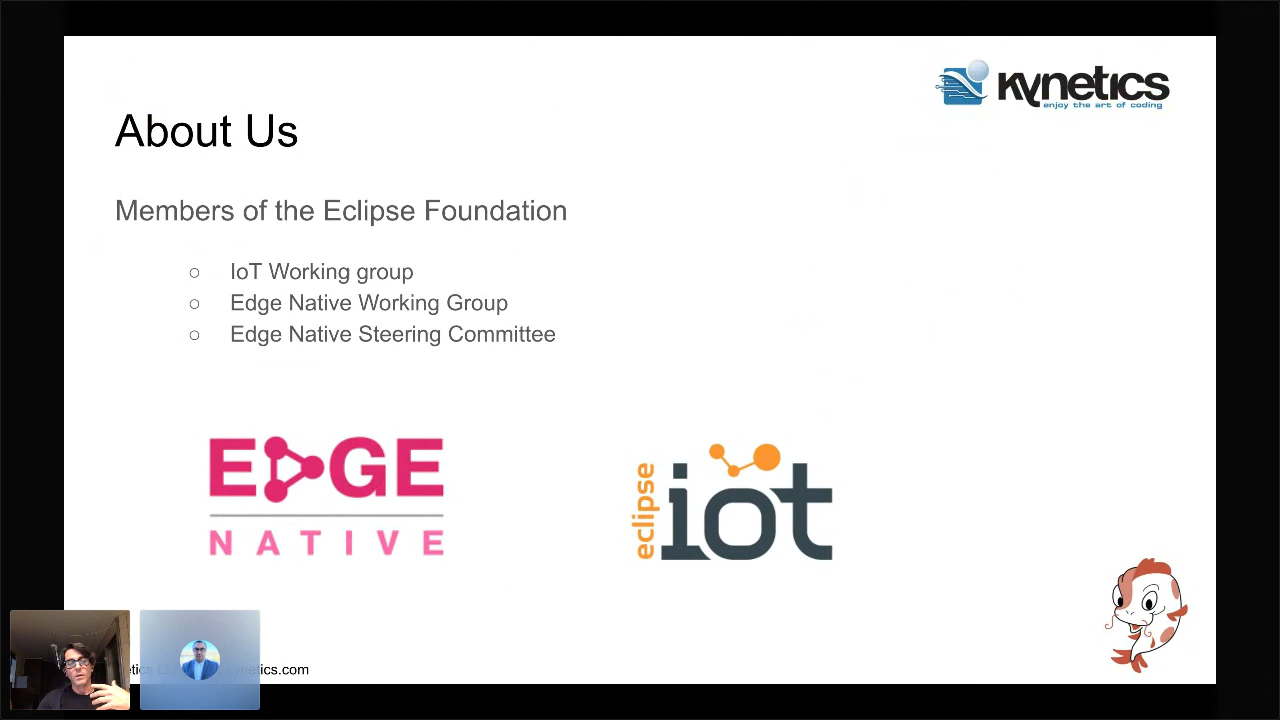 kynetics
enjoy the art of coding
About Us
Members of the Eclipse Foundation
○ IoT Working group
○ Edge Native Working Group
○ Edge Native Steering Committee
EDGE
NATIVE
eclipse
iot